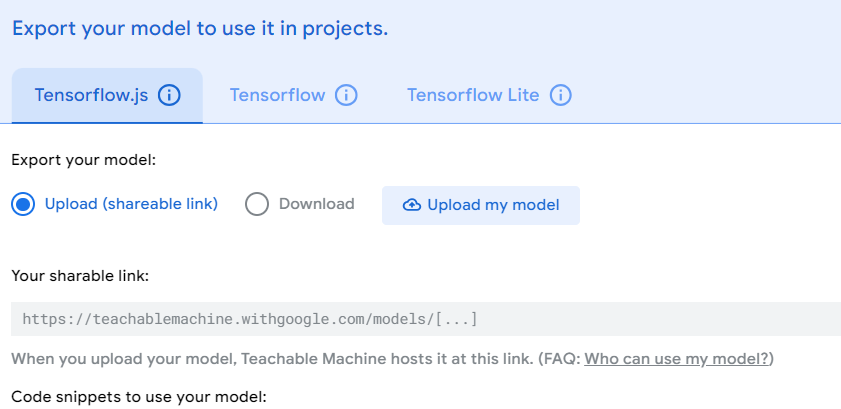 Export your model to use it in projects.
Tensorflow.js Tensorflow Tensorflow Lite
Export your model:
Upload (shareable link) Download Upload my model
Your sharable link:
https://teachablemachine.withgoogle.com/models/[...]
When you upload your model, Teachable Machine hosts it at this link. (FAQ: Who can use my model?)
Code snippets to use your model: